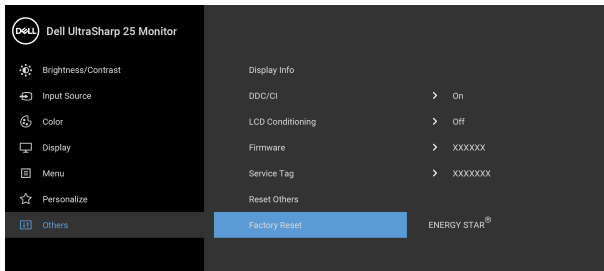 DELL Dell UltraSharp 25 Monitor
Brightness/Contrast Display Info
Input Source DDC/CI > On
Color LCD Conditioning > Off
Display Firmware > XXXXXX
Menu Service Tag > XXXXXXX
Personalize Reset Others
Others Factory Reset ENERGY STAR®